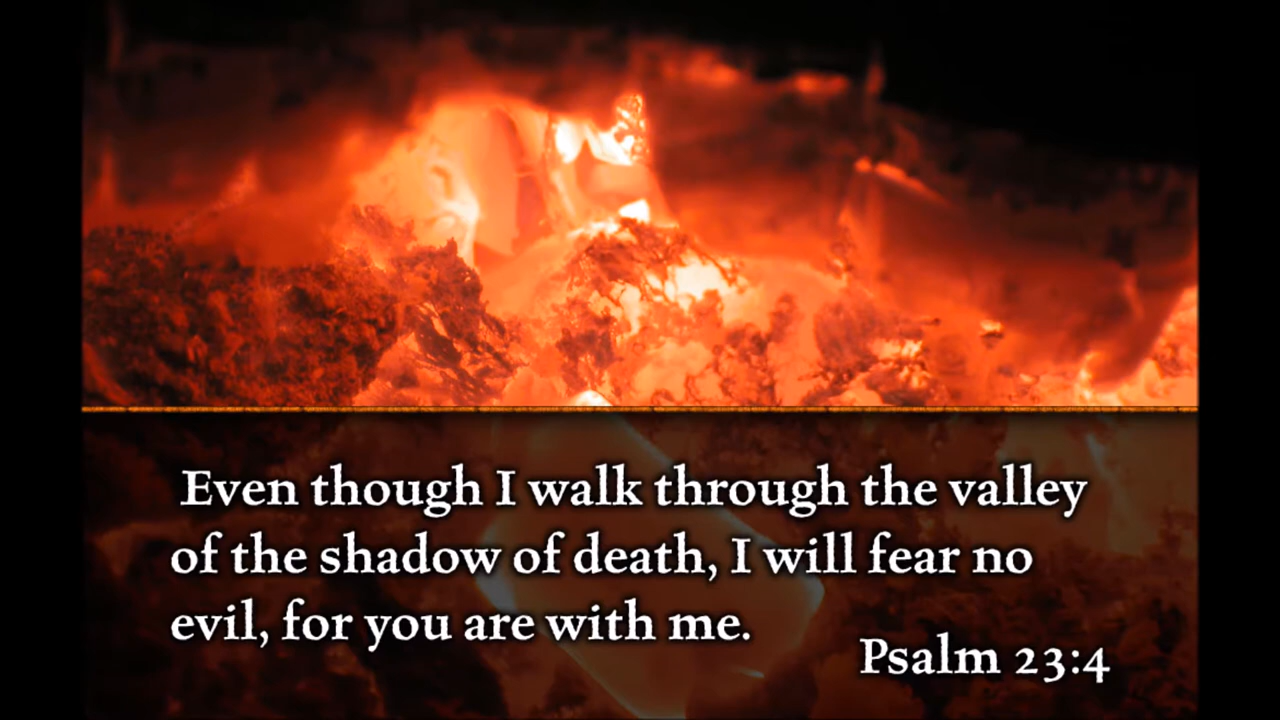 Even though I walk through the valley
of the shadow of death, I will fear no
evil, for you are with me.
Psalm 23:4